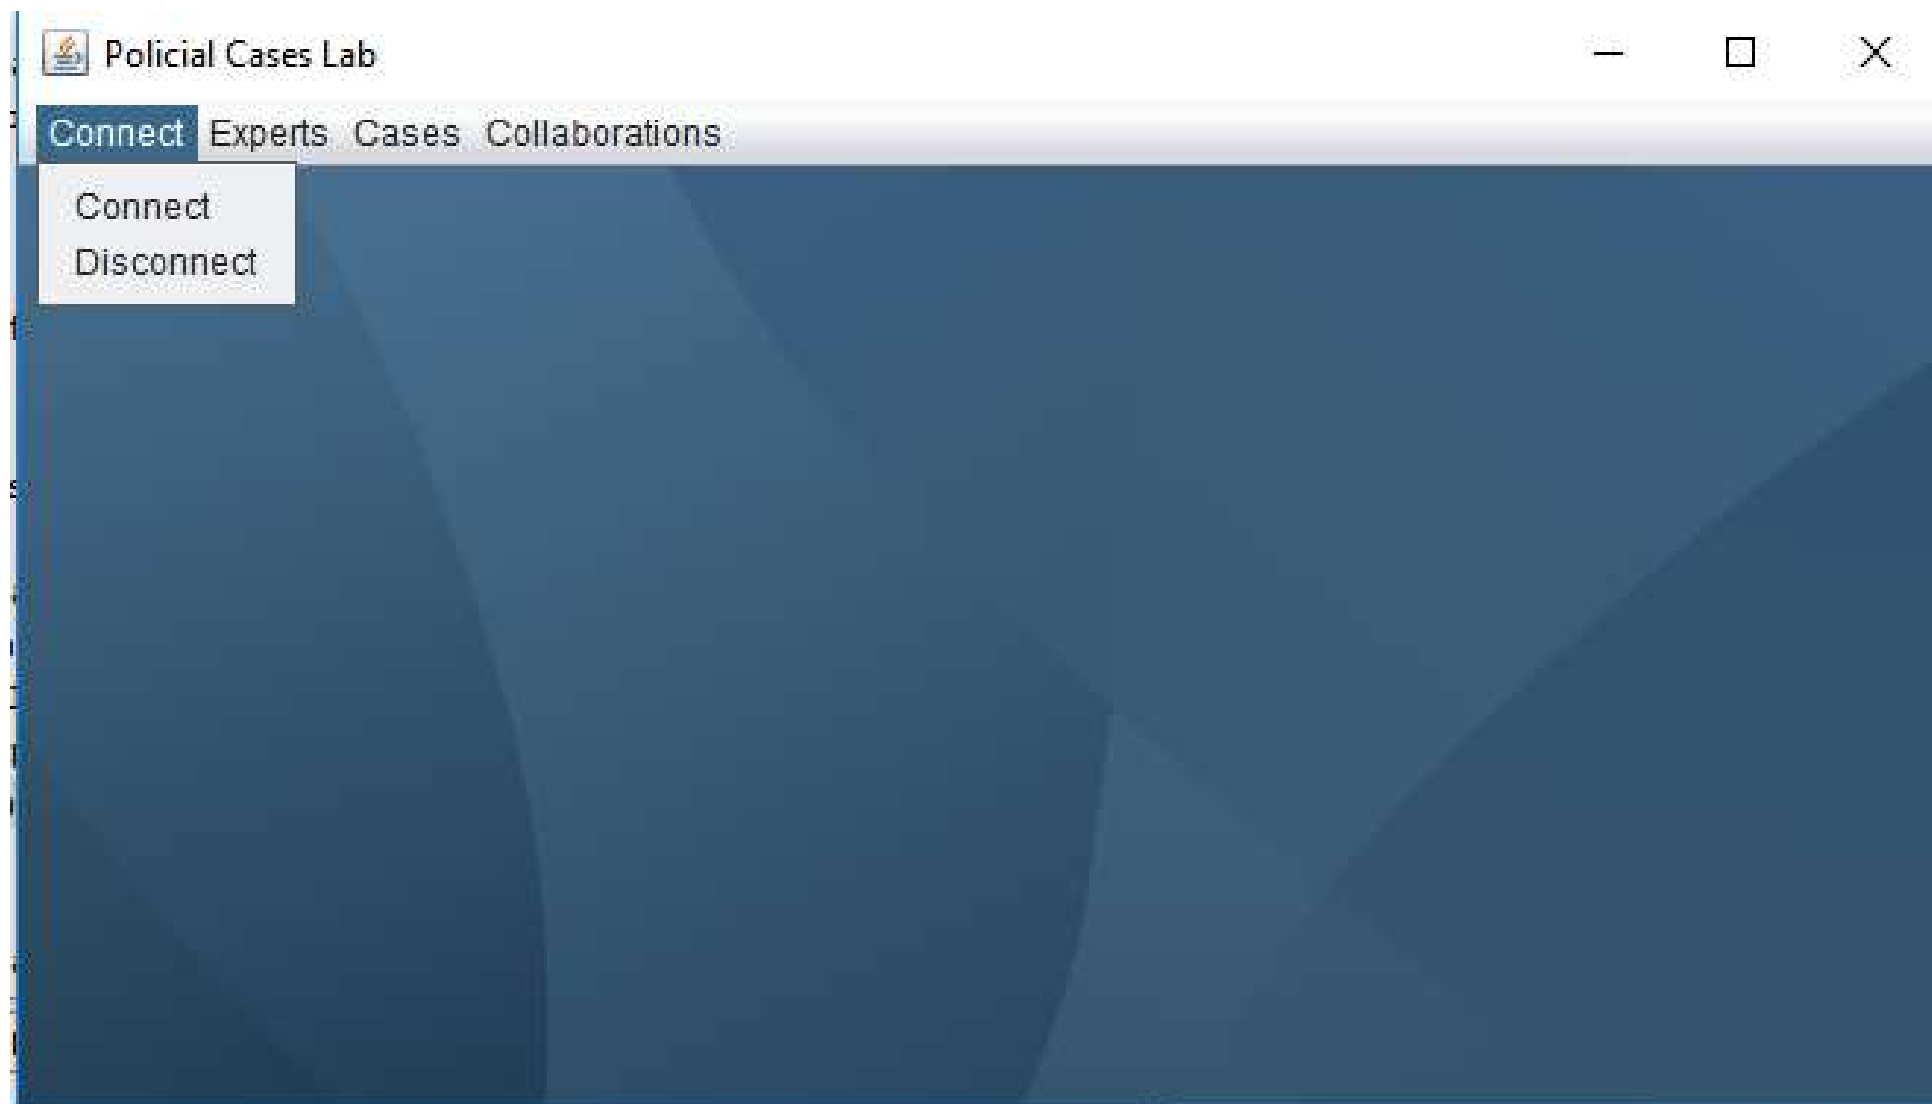 Policial Cases Lab
Connect Experts Cases Collaborations
Connect
Disconnect